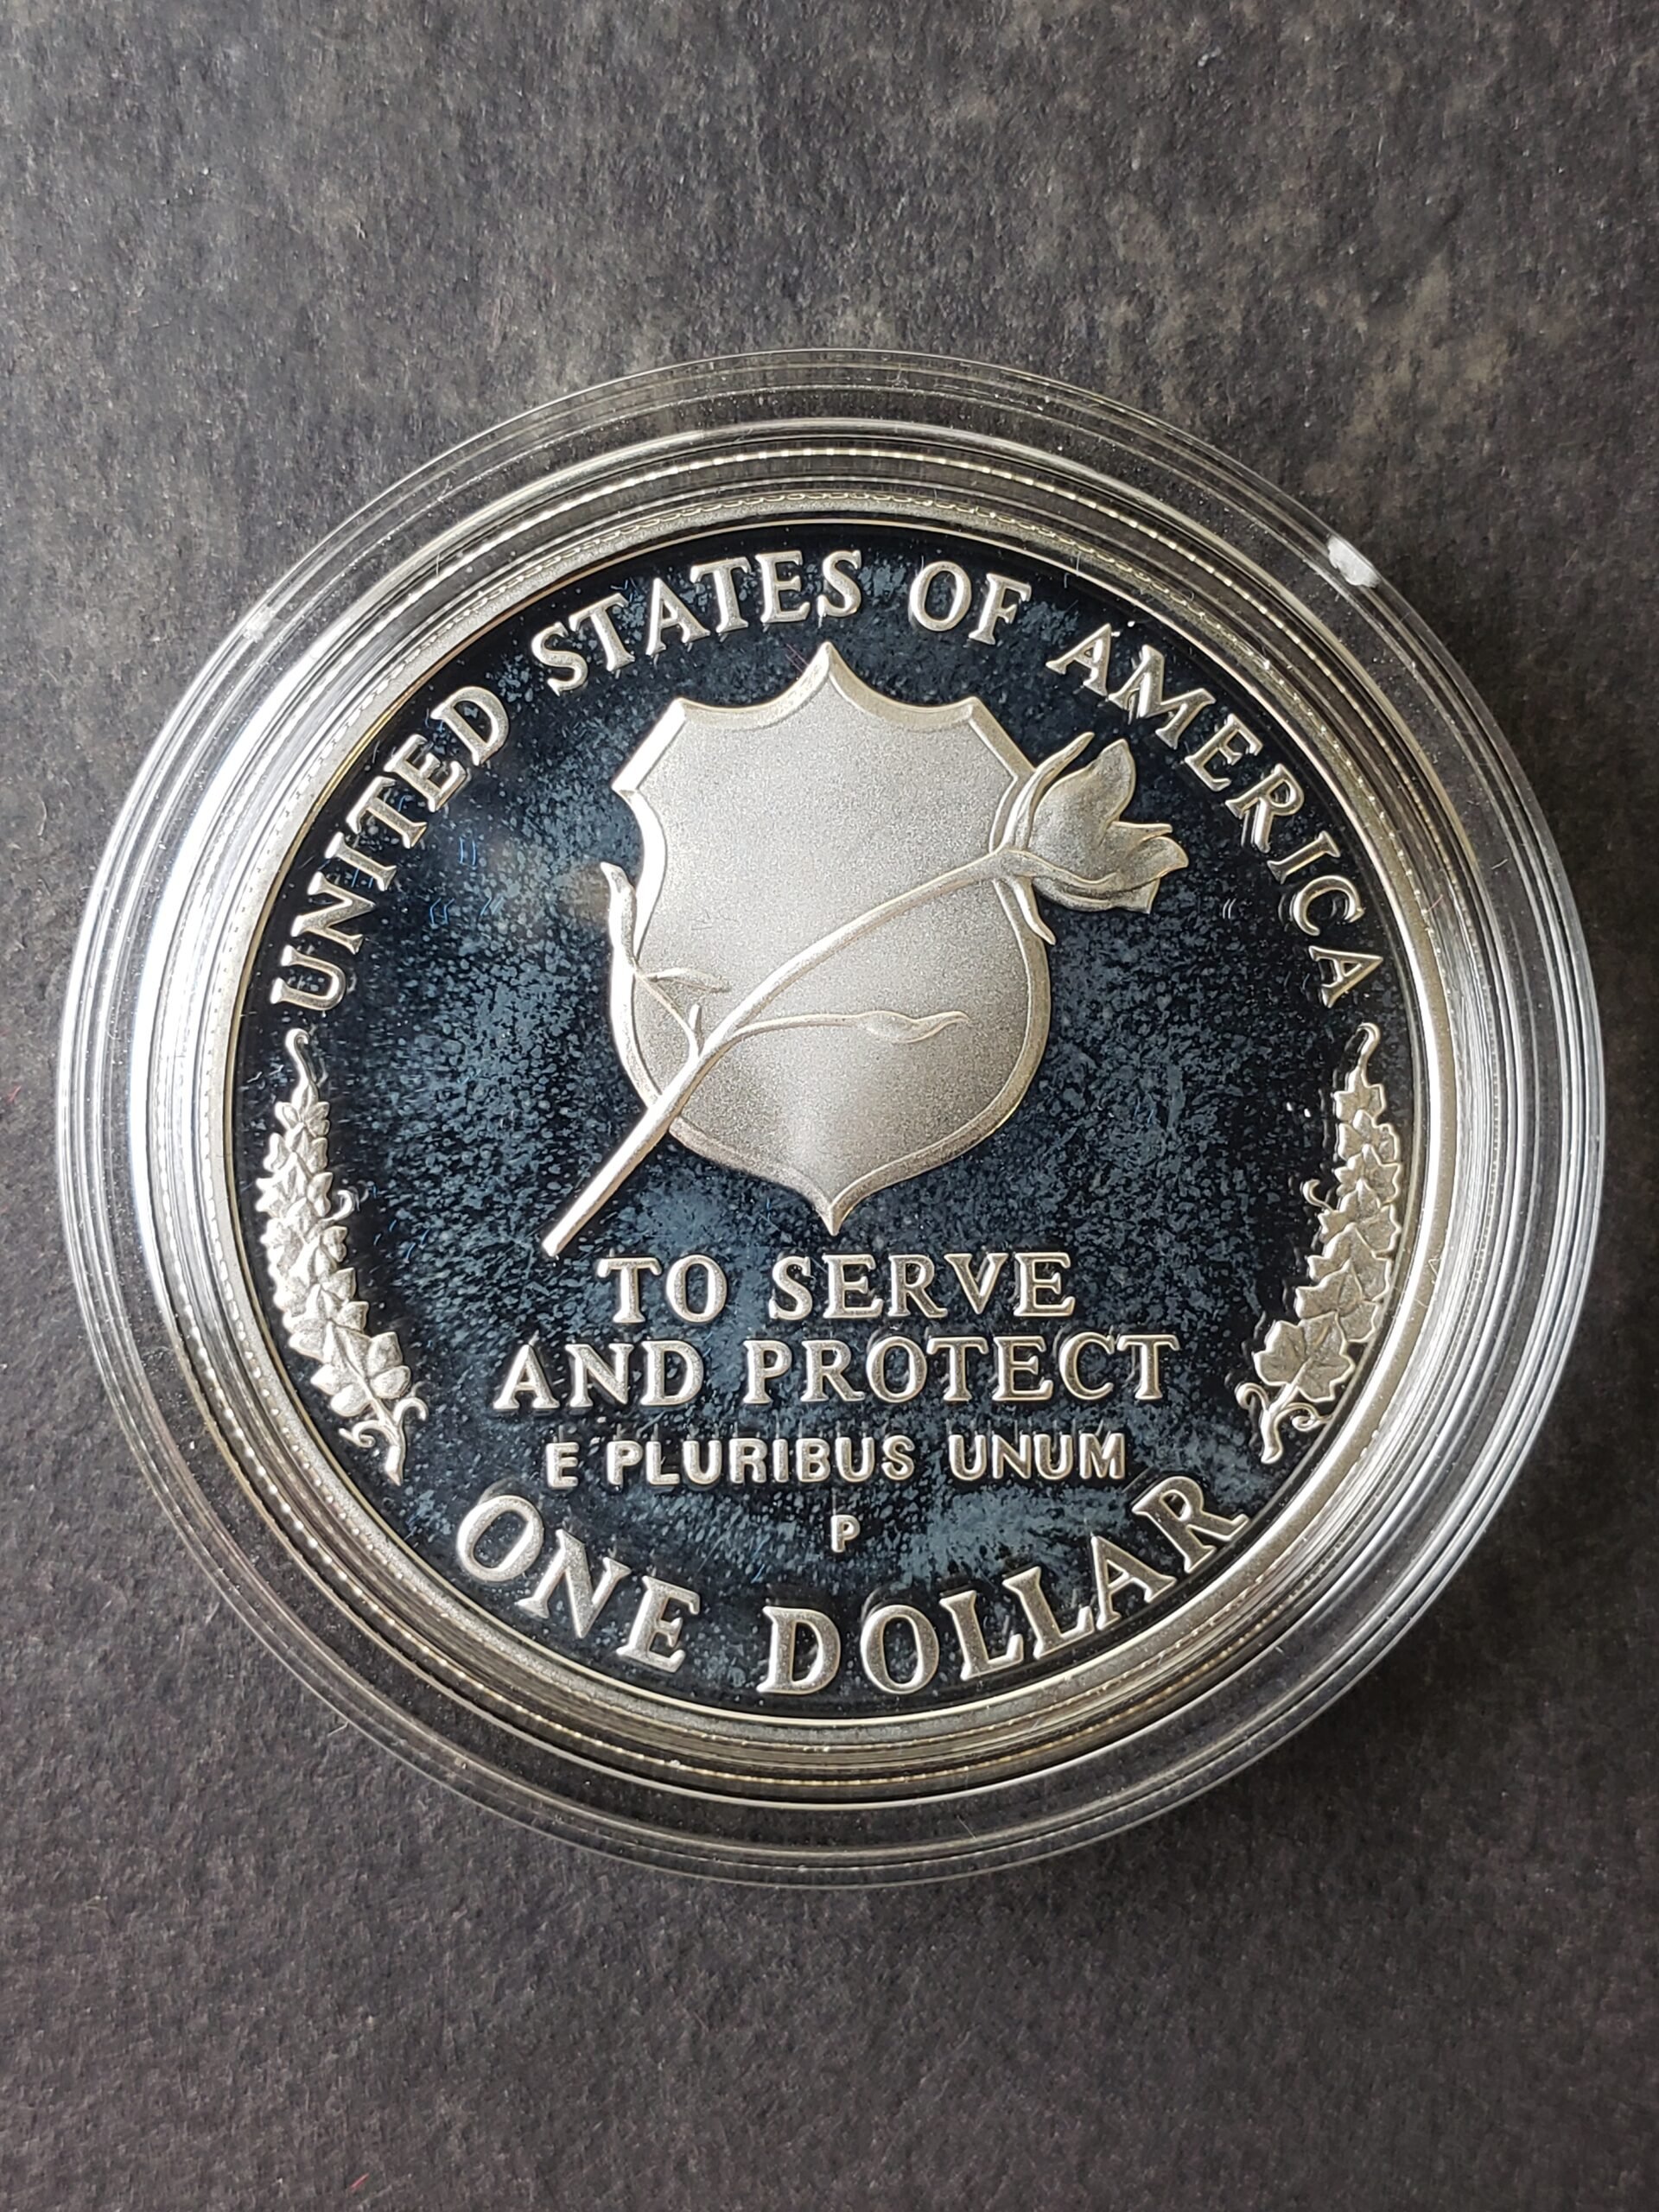 UNITED STATES OF AMERICA
TO SERVE
AND PROTECT
E PLURIBUS UNUM
P
ONE DOLLAR